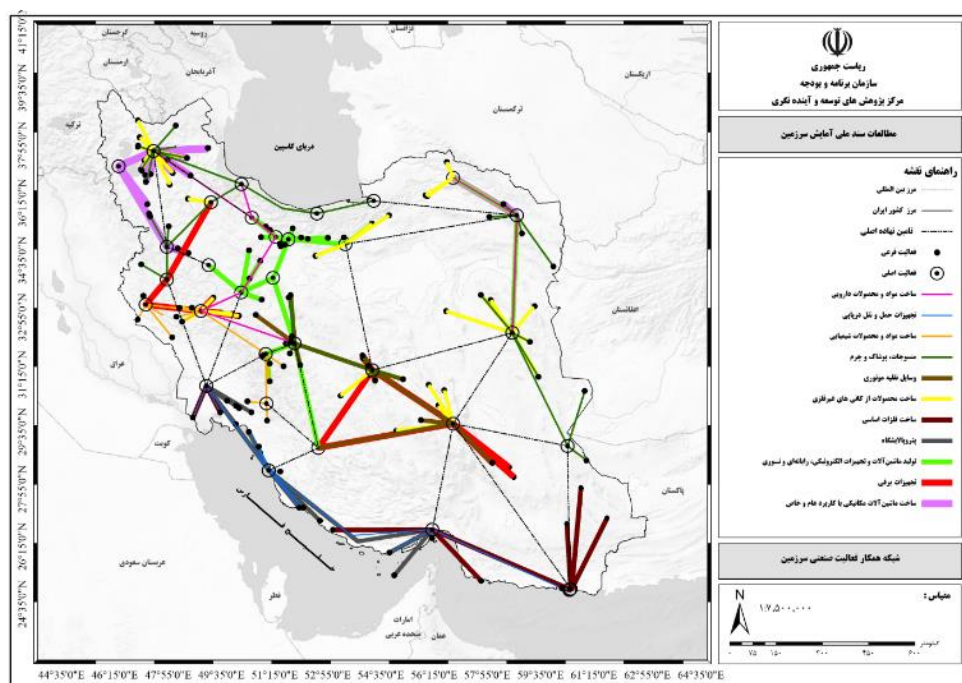 ریاست جمهوری
سازمان برنامه و بودجه
مرکز پژوهش های توسعه و آینده نگری
مطالعات سند ملی آمایش سرزمین
راهنمای نقشه
مرز بین المللی
مرز کشور ایران
تامین نهاده اصلی
فعالیت فرعی
فعالیت اصلی
ساخت مواد و محصولات دارویی
تجهیزات حمل و نقل دریایی
ساخت مواد و محصولات شیمیایی
منسوجات، پوشاک و چرم
وسایل نقلیه موتوری
ساخت محصولات از کانی های غیرفلزی
ساخت فلزات اساسی
پتروپالایشگاه
تولید ماشین آلات و تجهیزات الکترونیکی، رایانه‌ای و نوری
تجهیزات برقی
ساخت ماشین آلات مکانیکی با کاربرد عام و خاص
شبکه همکار فعالیت صنعتی سرزمین
مقیاس :
N
۱:۷,۵۰۰,۰۰۰
کیلومتر
۰ ۷۵ ۱۵۰ ۳۰۰ ۴۵۰ ۶۰۰
گرجستان
روسیه
قزاقستان
ارمنستان
آذربایجان
ازبکستان
ترکیه
ترکمنستان
دریای کاسپین
افغانستان
عراق
کویت
پاکستان
خلیج فارس
عربستان سعودی
قطر
امارات
متحده عربی
عمان
41°15'0"N
39°35'0"N
37°55'0"N
36°15'0"N
34°35'0"N
32°55'0"N
31°15'0"N
29°35'0"N
27°55'0"N
26°15'0"N
24°35'0"N
44°35'0"E 46°15'0"E 47°55'0"E 49°35'0"E 51°15'0"E 52°55'0"E 54°35'0"E 56°15'0"E 57°55'0"E 59°35'0"E 61°15'0"E 62°55'0"E